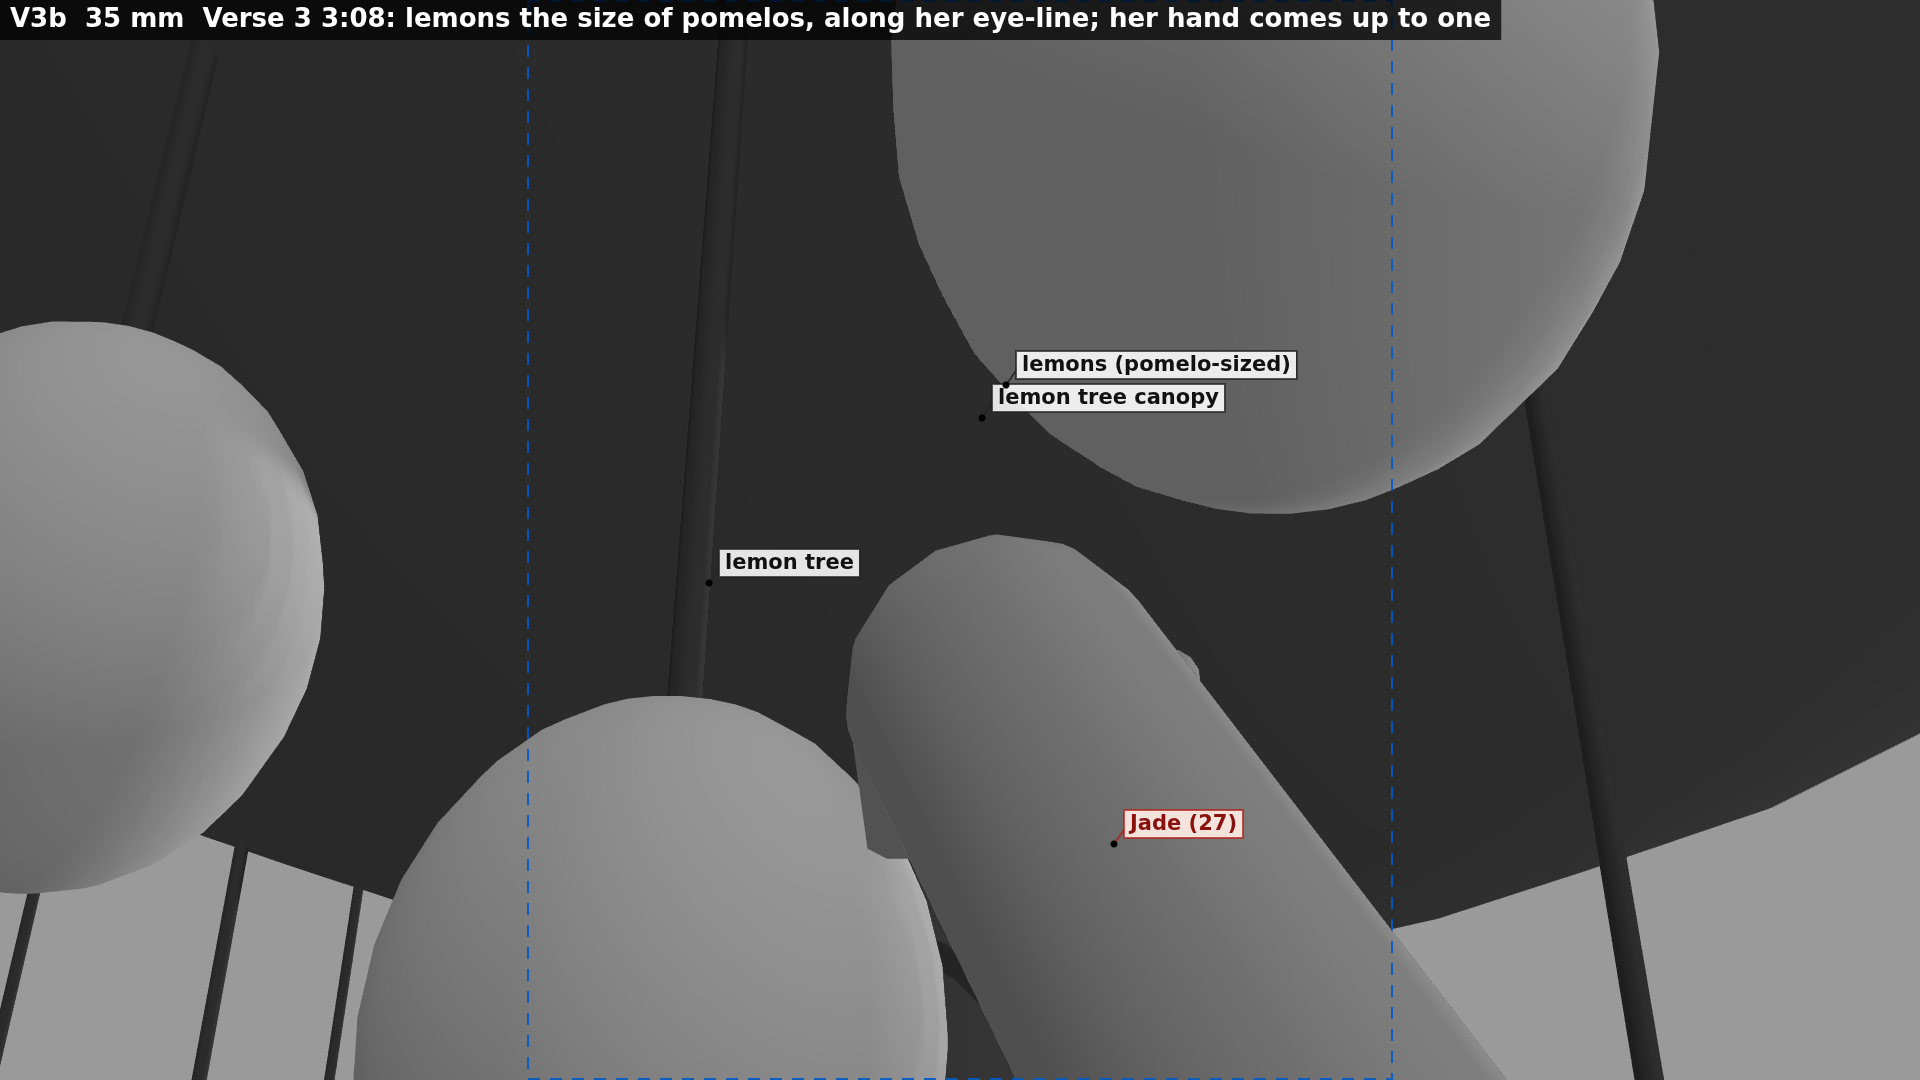 V3b 35 mm Verse 3 3:08: lemons the size of pomelos, along her eye-line; her hand comes up to one
lemons (pomelo-sized)
lemon tree canopy
lemon tree
Jade (27)